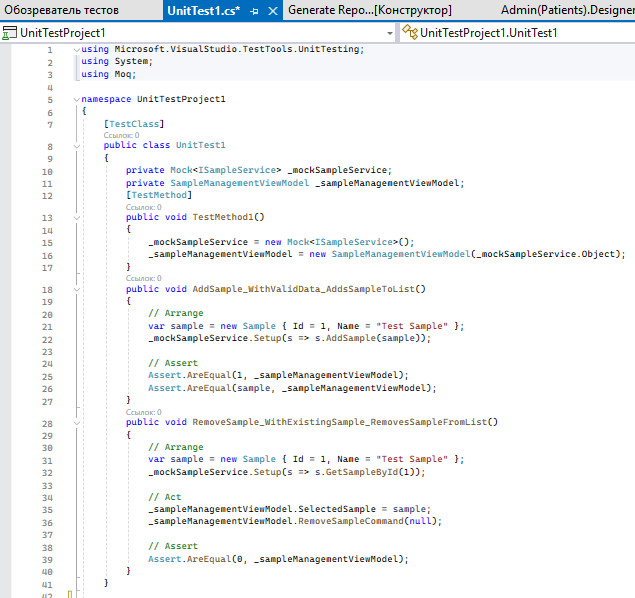 Обозреватель тестов UnitTest1.cs* Generate Repo...[Конструктор] Admin(Patients).Designer
UnitTestProject1 UnitTestProject1.UnitTest1
1 using Microsoft.VisualStudio.TestTools.UnitTesting;
2 using System;
3 using Moq;
4
5 namespace UnitTestProject1
6 {
7 [TestClass]
Ссылок: 0
8 public class UnitTest1
9 {
10 private Mock<ISampleService> _mockSampleService;
11 private SampleManagementViewModel _sampleManagementViewModel;
12 [TestMethod]
Ссылок: 0
13 public void TestMethod1()
14 {
15 _mockSampleService = new Mock<ISampleService>();
16 _sampleManagementViewModel = new SampleManagementViewModel(_mockSampleService.Object);
17 }
Ссылок: 0
18 public void AddSample_WithValidData_AddsSampleToList()
19 {
20 // Arrange
21 var sample = new Sample { Id = 1, Name = "Test Sample" };
22 _mockSampleService.Setup(s => s.AddSample(sample));
23
24 // Assert
25 Assert.AreEqual(1, _sampleManagementViewModel);
26 Assert.AreEqual(sample, _sampleManagementViewModel);
27 }
Ссылок: 0
28 public void RemoveSample_WithExistingSample_RemovesSampleFromList()
29 {
30 // Arrange
31 var sample = new Sample { Id = 1, Name = "Test Sample" };
32 _mockSampleService.Setup(s => s.GetSampleById(1));
33
34 // Act
35 _sampleManagementViewModel.SelectedSample = sample;
36 _sampleManagementViewModel.RemoveSampleCommand(null);
37
38 // Assert
39 Assert.AreEqual(0, _sampleManagementViewModel);
40 }
41 }